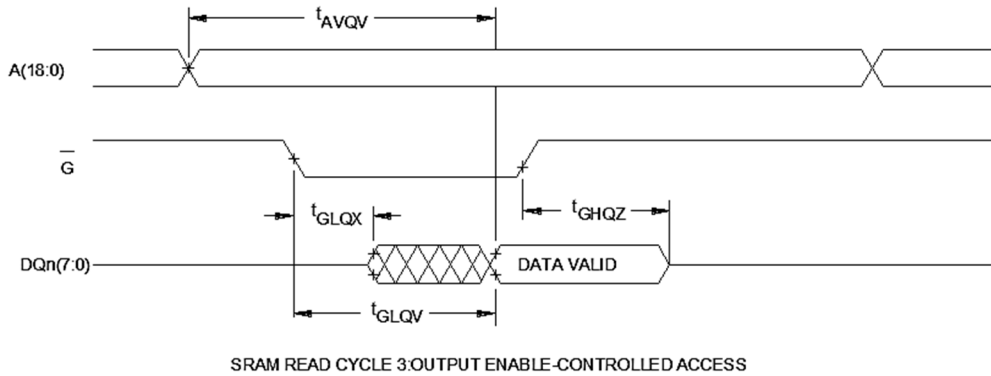 tAVQV
A(18:0)
G
tGLQX
tGHQZ
DQn(7:0)
DATA VALID
tGLQV
SRAM READ CYCLE 3:OUTPUT ENABLE-CONTROLLED ACCESS